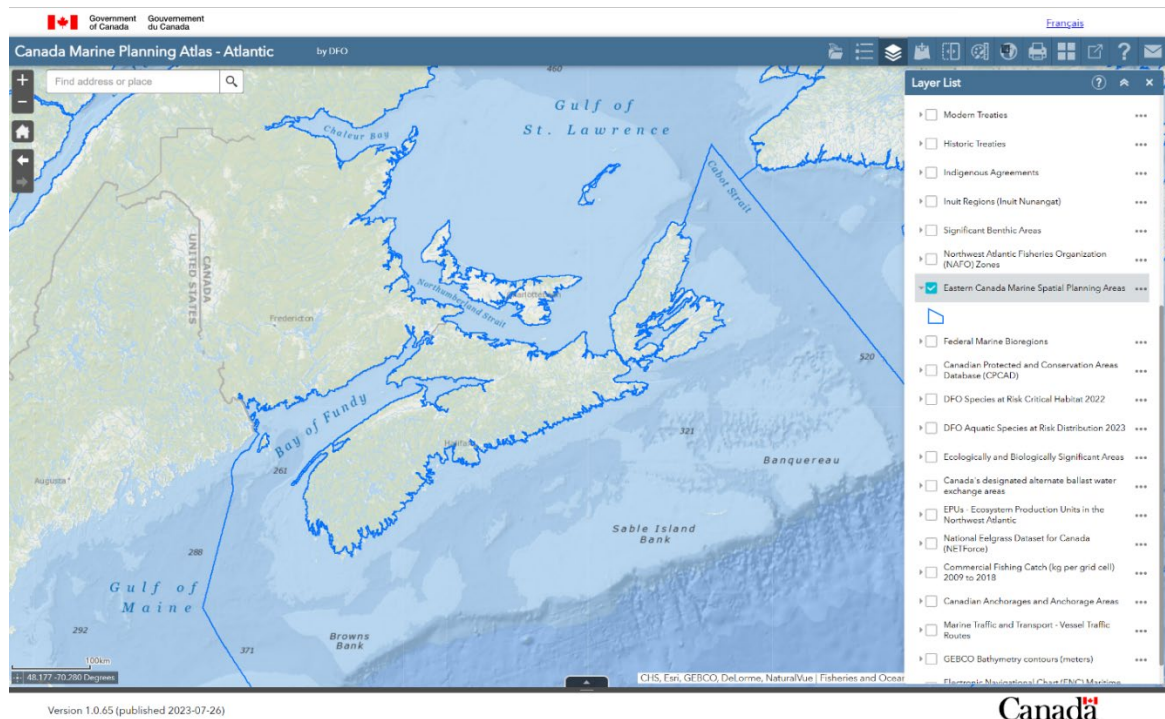 Government Gouvernement
of Canada du Canada
Français
Canada Marine Planning Atlas - Atlantic by DFO
Find address or place
Layer List
Modern Treaties
Historic Treaties
Indigenous Agreements
Inuit Regions (Inuit Nunangat)
Significant Benthic Areas
Northwest Atlantic Fisheries Organization
(NAFO) Zones
Eastern Canada Marine Spatial Planning Areas
Federal Marine Bioregions
Canadian Protected and Conservation Areas
Database (CPCAD)
DFO Species at Risk Critical Habitat 2022
DFO Aquatic Species at Risk Distribution 2023
Ecologically and Biologically Significant Areas
Canada's designated alternate ballast water
exchange areas
EPUs - Ecosystem Production Units in the
Northwest Atlantic
National Eelgrass Dataset for Canada
(NETForce)
Commercial Fishing Catch (kg per grid cell)
2009 to 2018
Canadian Anchorages and Anchorage Areas
Marine Traffic and Transport - Vessel Traffic
Routes
GEBCO Bathymetry contours (meters)
Electronic Navigational Chart (ENC) Maritime
460
Gulf of
St. Lawrence
Chaleur Bay
Cabot Strait
CANADA
UNITED STATES
Northumberland Strait
Charlottetown
Fredericton
520
Bay of Fundy
321
Halifax
Banquereau
261
Augusta
Sable Island
Bank
288
Gulf of
Maine
292
Browns
Bank
371
100km
48.177 -70.280 Degrees
CHS, Esri, GEBCO, DeLorme, NaturalVue | Fisheries and Ocear
Version 1.0.65 (published 2023-07-26)
Canada